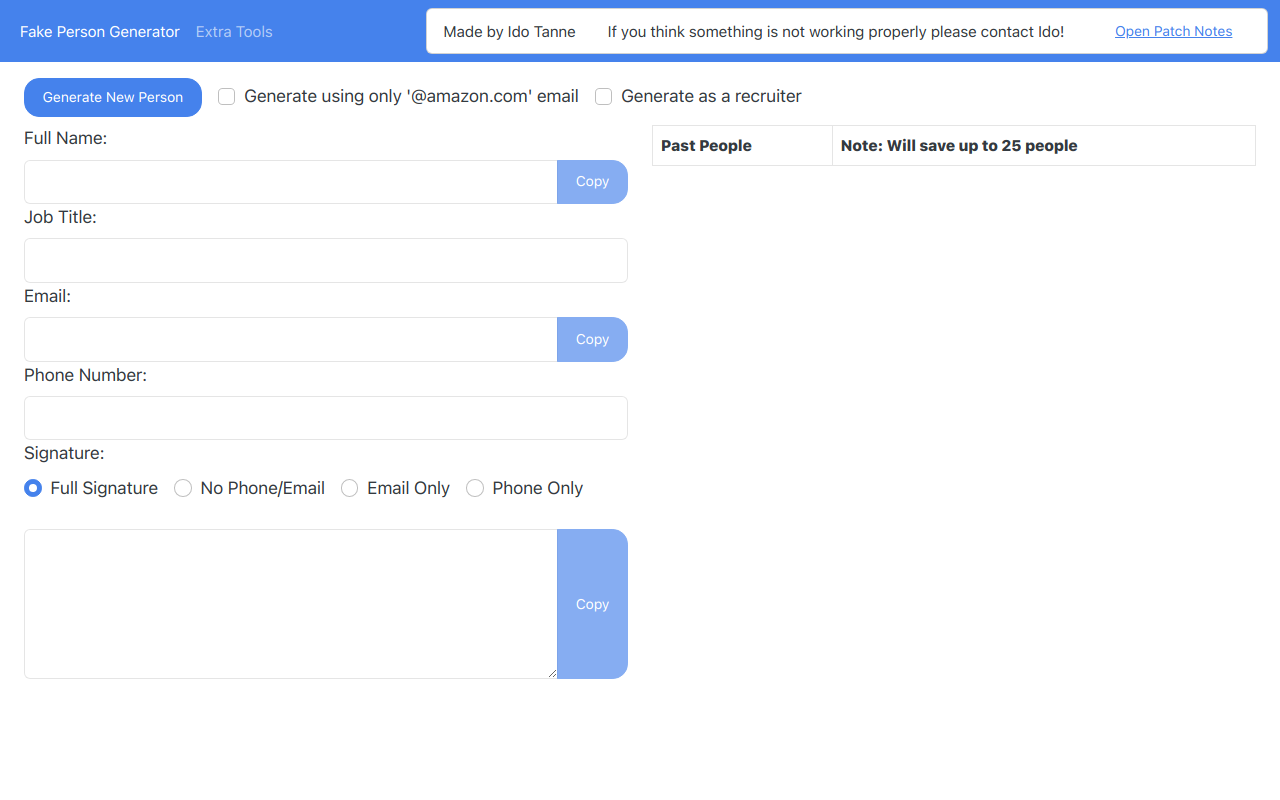 Fake Person Generator Extra Tools Made by Ido Tanne If you think something is not working properly please contact Ido! Open Patch Notes
Generate New Person Generate using only '@amazon.com' email Generate as a recruiter
Full Name:
Copy
Job Title:
Email:
Copy
Phone Number:
Signature:
Full Signature No Phone/Email Email Only Phone Only
Copy
Past People Note: Will save up to 25 people